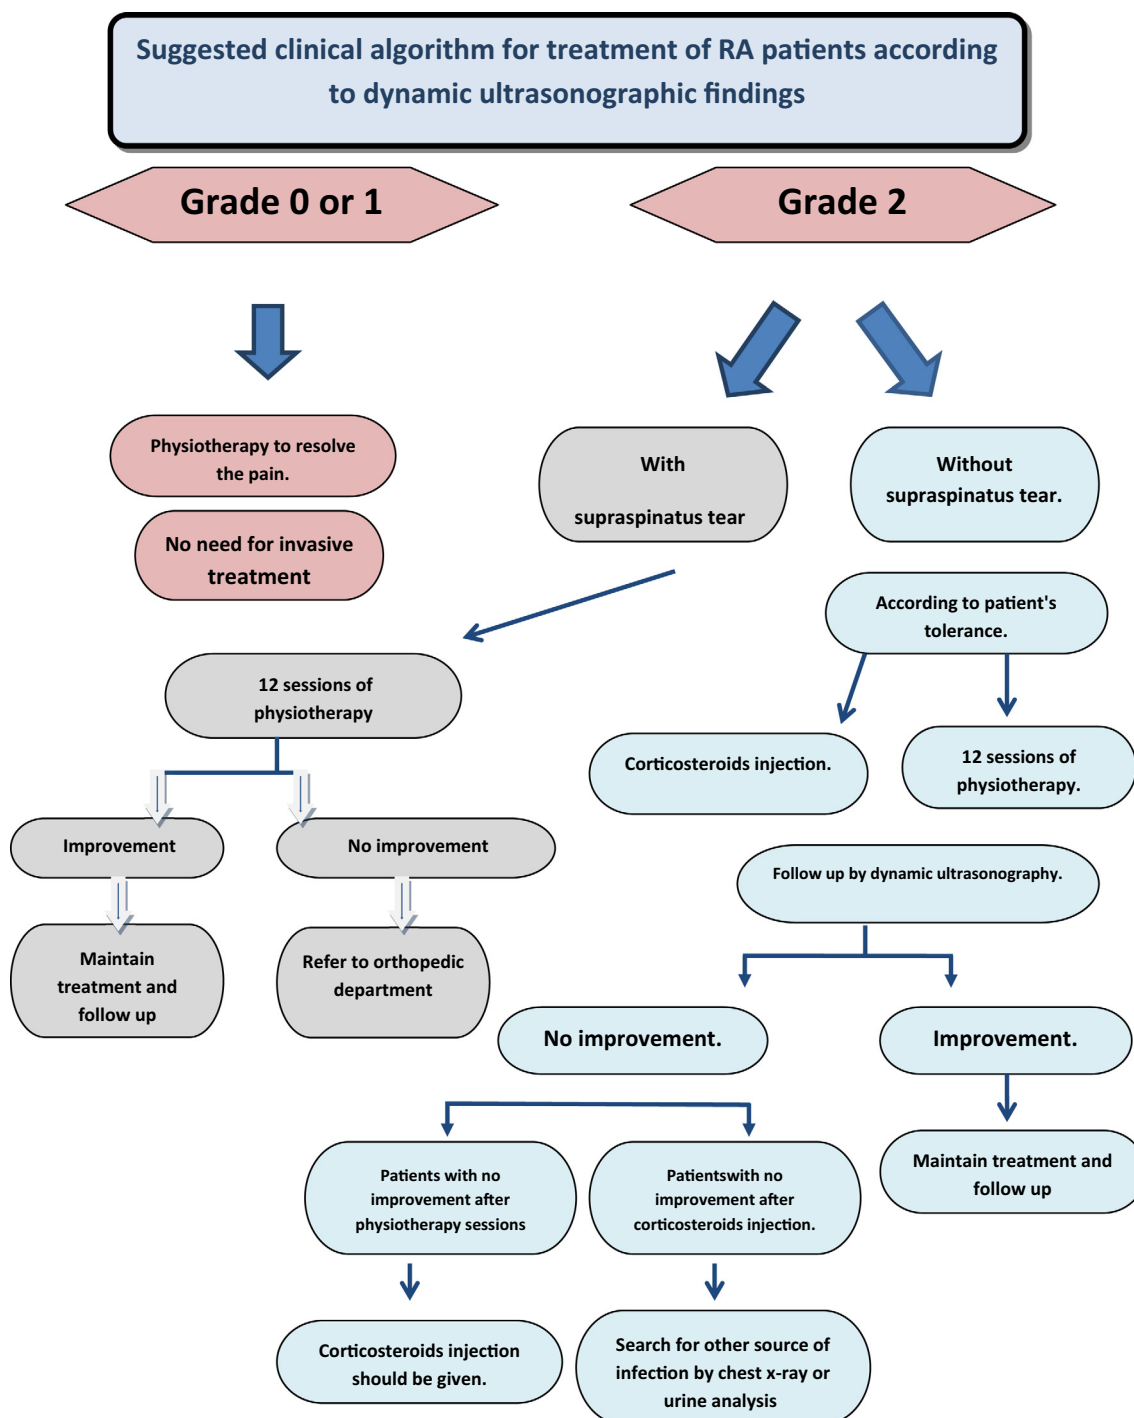 Suggested clinical algorithm for treatment of RA patients according
to dynamic ultrasonographic findings
Grade 0 or 1
Grade 2
Physiotherapy to resolve
the pain.
No need for invasive
treatment
With
supraspinatus tear
Without
supraspinatus tear.
According to patient's
tolerance.
12 sessions of
physiotherapy
Corticosteroids injection.
12 sessions of
physiotherapy.
Improvement
No improvement
Follow up by dynamic ultrasonography.
Maintain
treatment and
follow up
Refer to orthopedic
department
No improvement.
Improvement.
Patients with no
improvement after
physiotherapy sessions
Patientswith no
improvement after
corticosteroids injection.
Maintain treatment and
follow up
Corticosteroids injection
should be given.
Search for other source of
infection by chest x-ray or
urine analysis